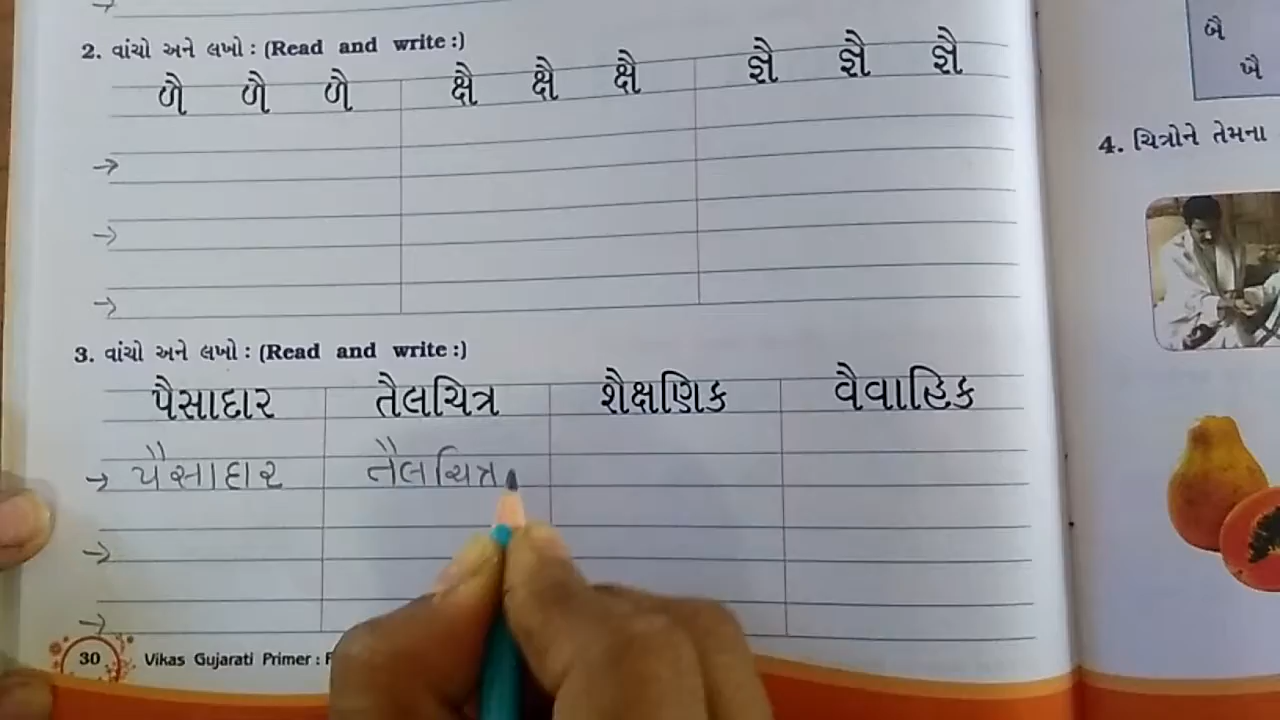 2. વાંચો અને લખો : (Read and write :)
ળૈ ળૈ ળૈ ક્ષૈ ક્ષૈ ક્ષૈ જ્ઞૈ જ્ઞૈ જ્ઞૈ
3. વાંચો અને લખો : (Read and write :)
પૈસાદાર તૈલચિત્ર શૈક્ષણિક વૈવાહિક
પૈસાદાર તૈલચિત્ર
30 Vikas Gujarati Primer :
બૈ
ખૈ
4. ચિત્રોને તેમના